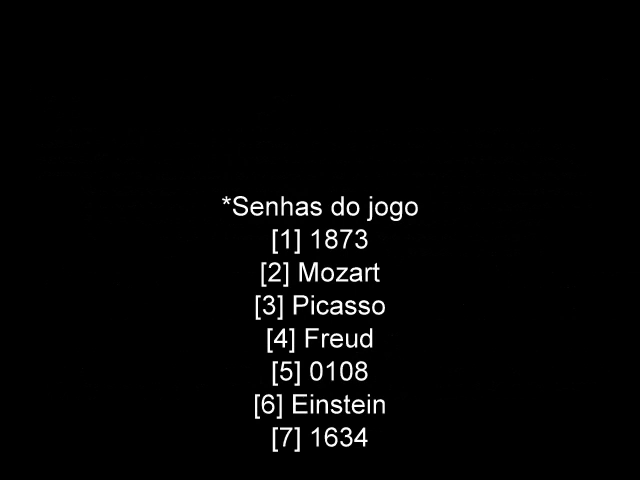 *Senhas do jogo
[1] 1873
[2] Mozart
[3] Picasso
[4] Freud
[5] 0108
[6] Einstein
[7] 1634